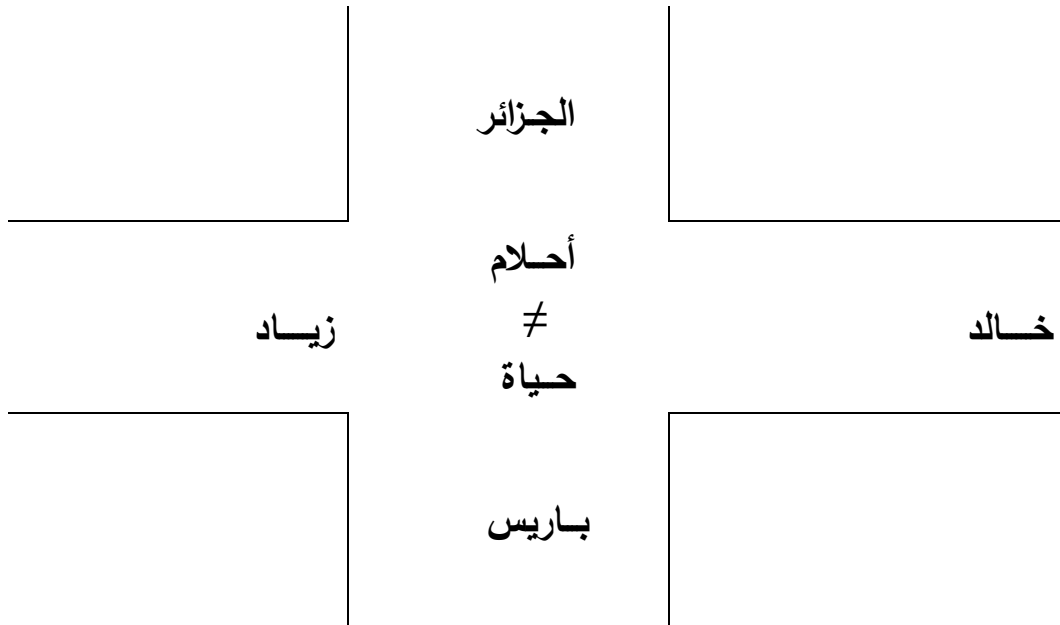 الجزائر
أحلام
≠
خالد
زياد
حياة
باريس